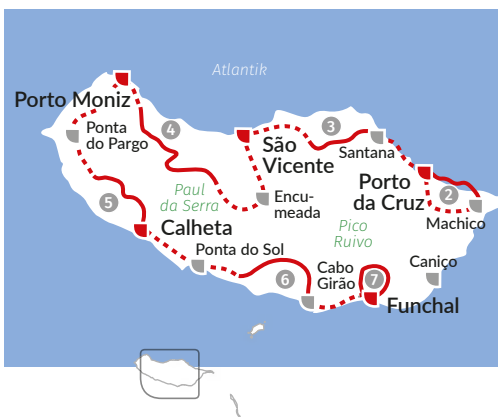 Atlantik
Porto Moniz
4
3
Ponta
do Pargo
São
Vicente
Santana
Porto
da Cruz
2
Paul
da Serra
Encu-
meada
5
Machico
Calheta
Pico
Ruivo
Ponta do Sol
Caniço
Cabo
Girão
6
7
Funchal